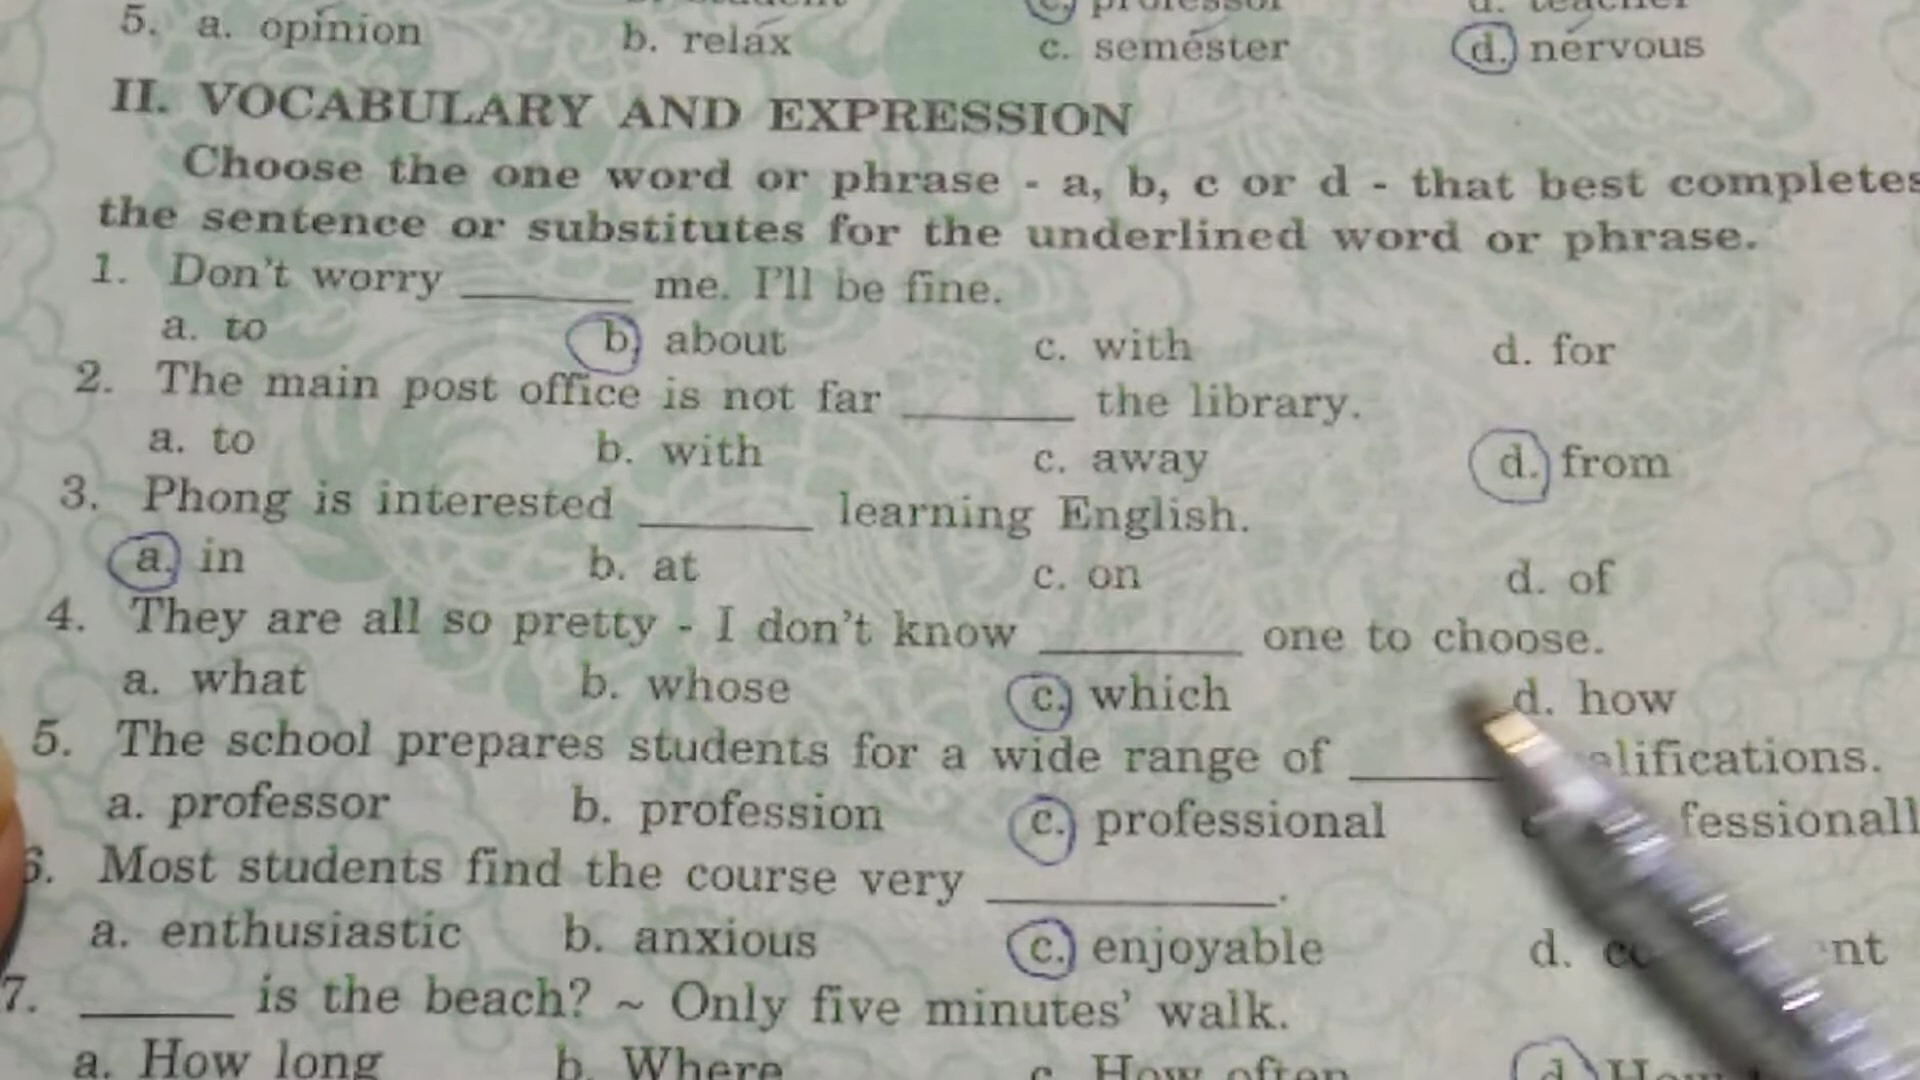 professor
5. a. opinion b. relax c. semester d. nervous
II. VOCABULARY AND EXPRESSION
Choose the one word or phrase - a, b, c or d - that best completes
the sentence or substitutes for the underlined word or phrase.
1. Don't worry ______ me. I'll be fine.
a. to b. about c. with d. for
2. The main post office is not far ______ the library.
a. to b. with c. away d. from
3. Phong is interested ______ learning English.
a. in b. at c. on d. of
4. They are all so pretty - I don't know ______ one to choose.
a. what b. whose c. which d. how
5. The school prepares students for a wide range of ______
a. professor b. profession c. professional
6. Most students find the course very ______.
a. enthusiastic b. anxious c. enjoyable d.
7. ______ is the beach? ~ Only five minutes' walk.
a. How long b. Where c. How often d.